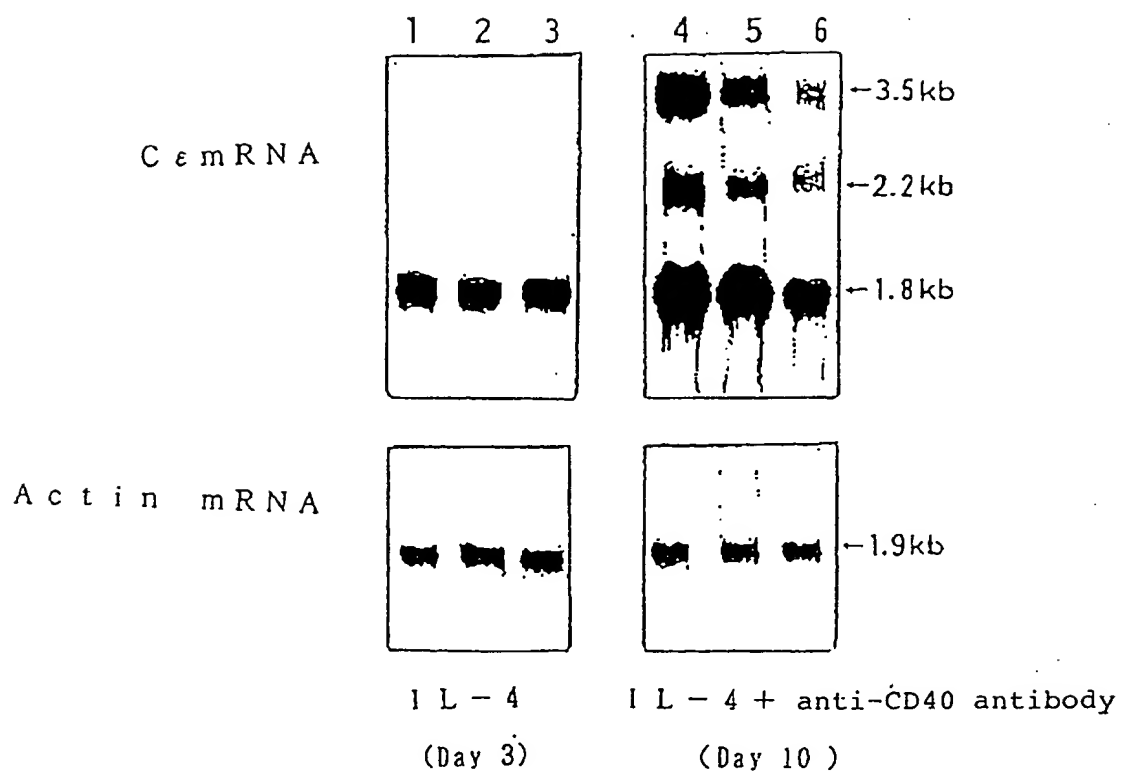 1 2 3 4 5 6
←3.5kb
C ε mRNA
←2.2kb
←1.8kb
Actin mRNA
←1.9kb
IL-4 IL-4 + anti-CD40 antibody
(Day 3) (Day 10)